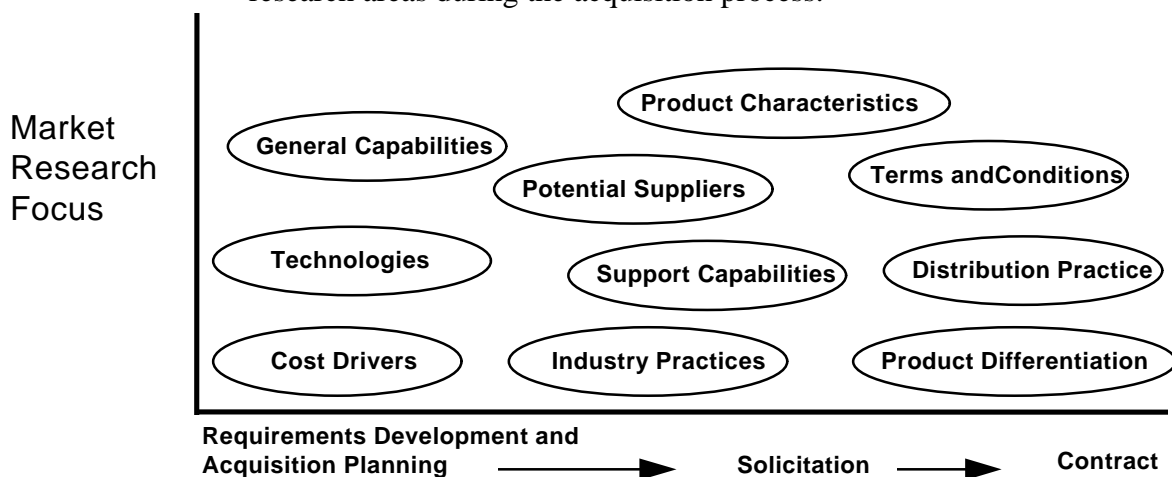 research areas during the acquisition process.
Market
Research
Focus
Product Characteristics
General Capabilities
Potential Suppliers
Terms andConditions
Technologies
Support Capabilities
Distribution Practice
Cost Drivers
Industry Practices
Product Differentiation
Requirements Development and
Acquisition Planning
Solicitation
Contract